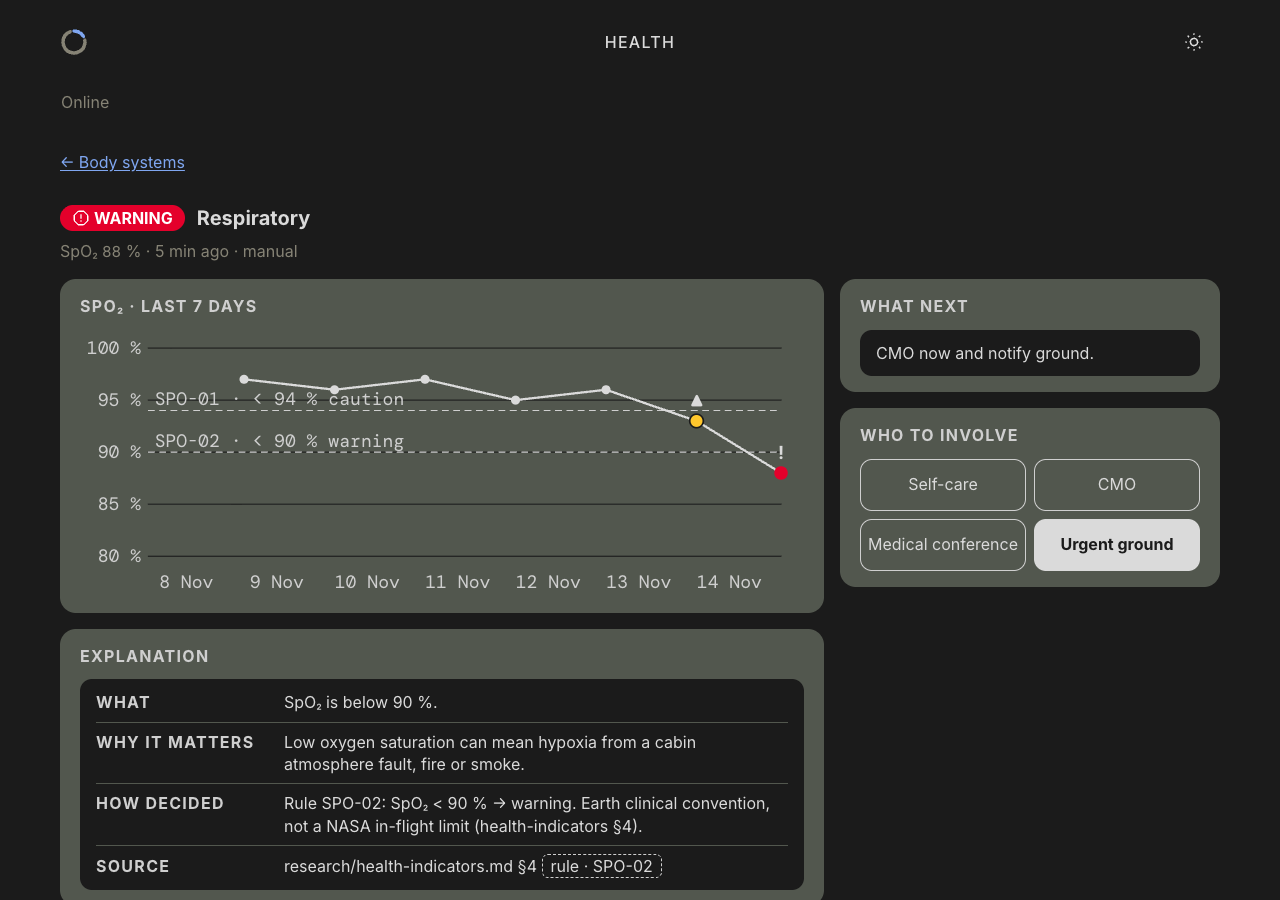 HEALTH
Online
← Body systems
WARNING Respiratory
SpO₂ 88 % · 5 min ago · manual
SPO₂ · LAST 7 DAYS
100 %
95 %
SPO-01 · < 94 % caution
SPO-02 · < 90 % warning
90 %
!
85 %
80 %
8 Nov 9 Nov 10 Nov 11 Nov 12 Nov 13 Nov 14 Nov
WHAT NEXT
CMO now and notify ground.
WHO TO INVOLVE
Self-care CMO
Medical conference Urgent ground
EXPLANATION
WHAT SpO₂ is below 90 %.
WHY IT MATTERS Low oxygen saturation can mean hypoxia from a cabin
atmosphere fault, fire or smoke.
HOW DECIDED Rule SPO-02: SpO₂ < 90 % → warning. Earth clinical convention,
not a NASA in-flight limit (health-indicators §4).
SOURCE research/health-indicators.md §4 rule · SPO-02